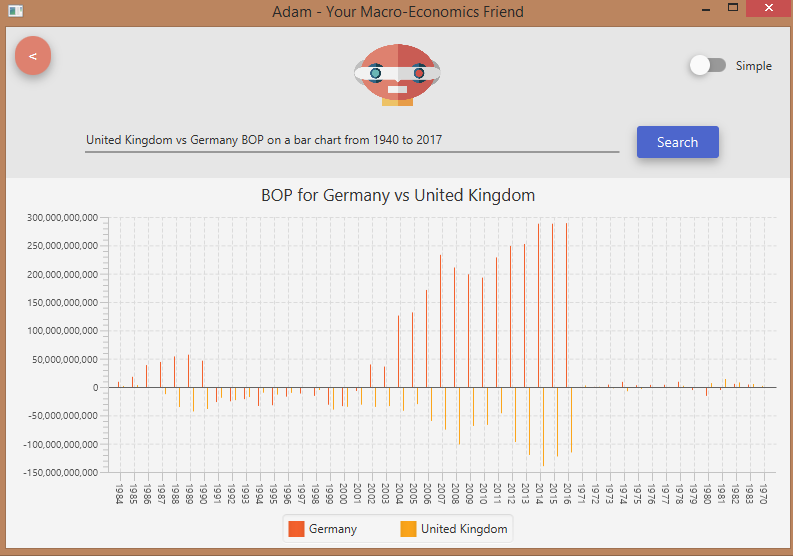 Adam - Your Macro-Economics Friend
<
Simple
United Kingdom vs Germany BOP on a bar chart from 1940 to 2017
Search
BOP for Germany vs United Kingdom
300,000,000,000
250,000,000,000
200,000,000,000
150,000,000,000
100,000,000,000
50,000,000,000
0
-50,000,000,000
-100,000,000,000
-150,000,000,000
1984 1985 1986 1987 1988 1989 1990 1991 1992 1993 1994 1995 1996 1997 1998 1999 2000 2001 2002 2003 2004 2005 2006 2007 2008 2009 2010 2011 2012 2013 2014 2015 2016 1971 1972 1973 1974 1975 1976 1977 1978 1979 1980 1981 1982 1983 1970
Germany United Kingdom